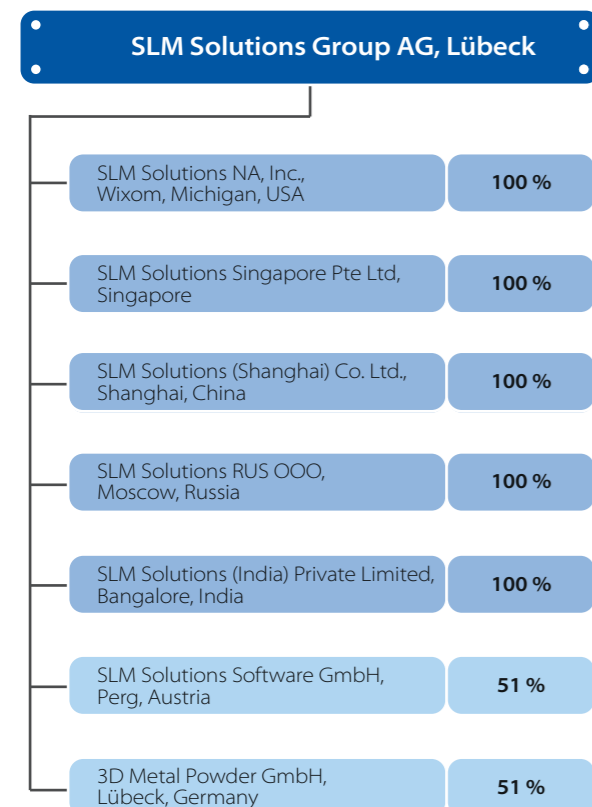 SLM Solutions Group AG, Lübeck
SLM Solutions NA, Inc.,
Wixom, Michigan, USA
100 %
SLM Solutions Singapore Pte Ltd,
Singapore
100 %
SLM Solutions (Shanghai) Co. Ltd.,
Shanghai, China
100 %
SLM Solutions RUS OOO,
Moscow, Russia
100 %
SLM Solutions (India) Private Limited,
Bangalore, India
100 %
SLM Solutions Software GmbH,
Perg, Austria
51 %
3D Metal Powder GmbH,
Lübeck, Germany
51 %